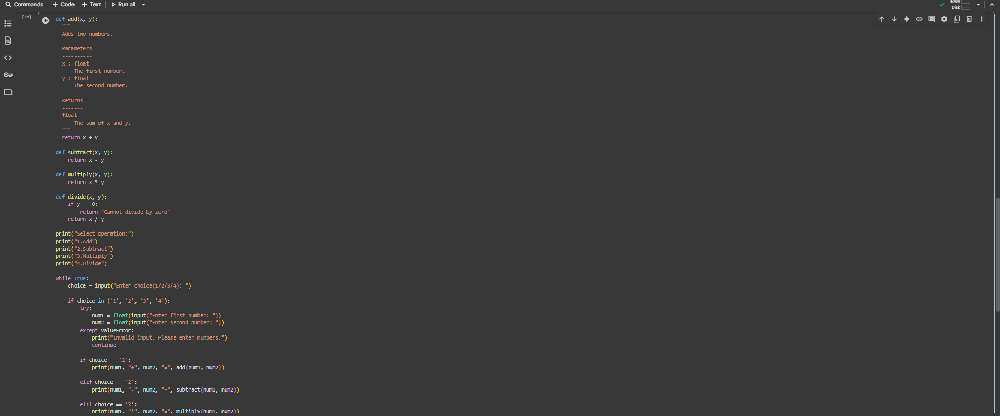 Commands + Code + Text Run all
RAM
Disk
[19]
def add(x, y):
  """
  Adds two numbers.

  Parameters
  ----------
  x : float
      The first number.
  y : float
      The second number.

  Returns
  -------
  float
      The sum of x and y.
  """
  return x + y

def subtract(x, y):
    return x - y

def multiply(x, y):
    return x * y

def divide(x, y):
    if y == 0:
        return "Cannot divide by zero"
    return x / y

print("Select operation:")
print("1.Add")
print("2.Subtract")
print("3.Multiply")
print("4.Divide")

while True:
    choice = input("Enter choice(1/2/3/4): ")

    if choice in ('1', '2', '3', '4'):
        try:
            num1 = float(input("Enter first number: "))
            num2 = float(input("Enter second number: "))
        except ValueError:
            print("Invalid input. Please enter numbers.")
            continue

        if choice == '1':
            print(num1, "+", num2, "=", add(num1, num2))

        elif choice == '2':
            print(num1, "-", num2, "=", subtract(num1, num2))

        elif choice == '3':
            print(num1, "*", num2, "=", multiply(num1, num2))